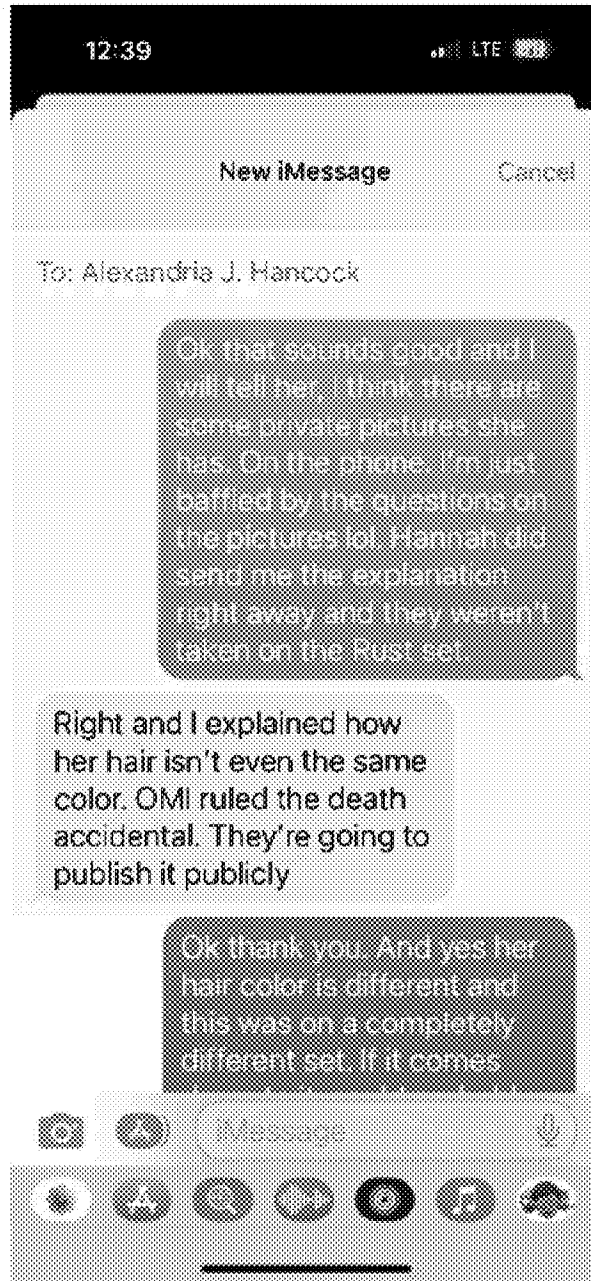 12:39
LTE
New iMessage Cancel
To: Alexandria J. Hancock
Ok that sounds good and I
will tell her. I think there are
some private pictures she
has. On the phone. I'm just
baffled by the questions on
the pictures lol. Hannah did
send me the explanation
right away and they weren't
taken on the Rust set.
Right and I explained how
her hair isn't even the same
color. OMI ruled the death
accidental. They're going to
publish it publicly
Ok thank you. And yes her
hair color is different and
this was on a completely
different set. If it comes
iMessage